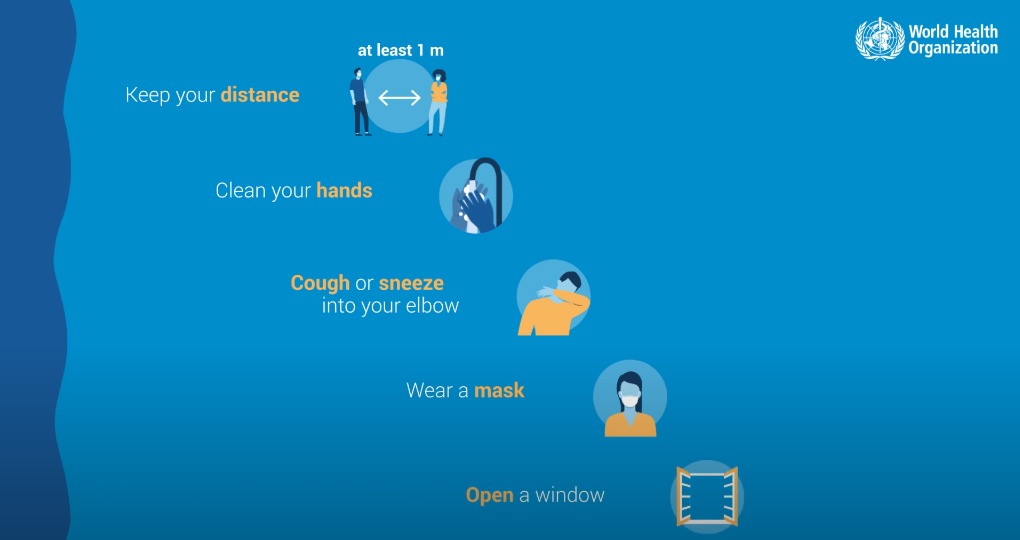 World Health
Organization
at least 1 m
Keep your distance
Clean your hands
Cough or sneeze
into your elbow
Wear a mask
Open a window